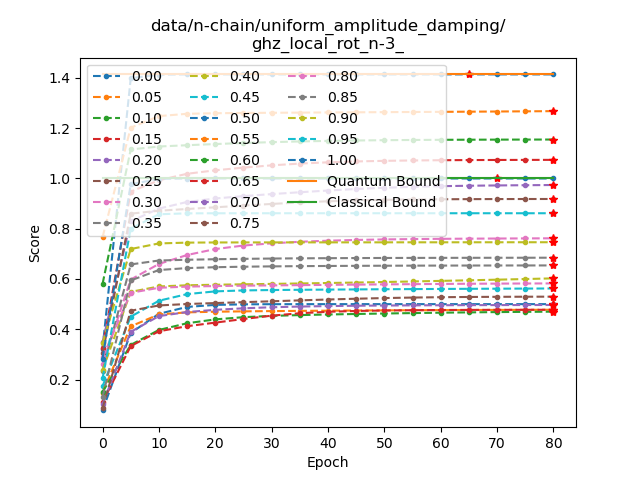 data/n-chain/uniform_amplitude_damping/
ghz_local_rot_n-3_
Score
1.4
1.2
1.0
0.8
0.6
0.4
0.2
0.00 0.40 0.80
0.05 0.45 0.85
0.10 0.50 0.90
0.15 0.55 0.95
0.20 0.60 1.00
0.25 0.65 Quantum Bound
0.30 0.70 Classical Bound
0.35 0.75
0 10 20 30 40 50 60 70 80
Epoch